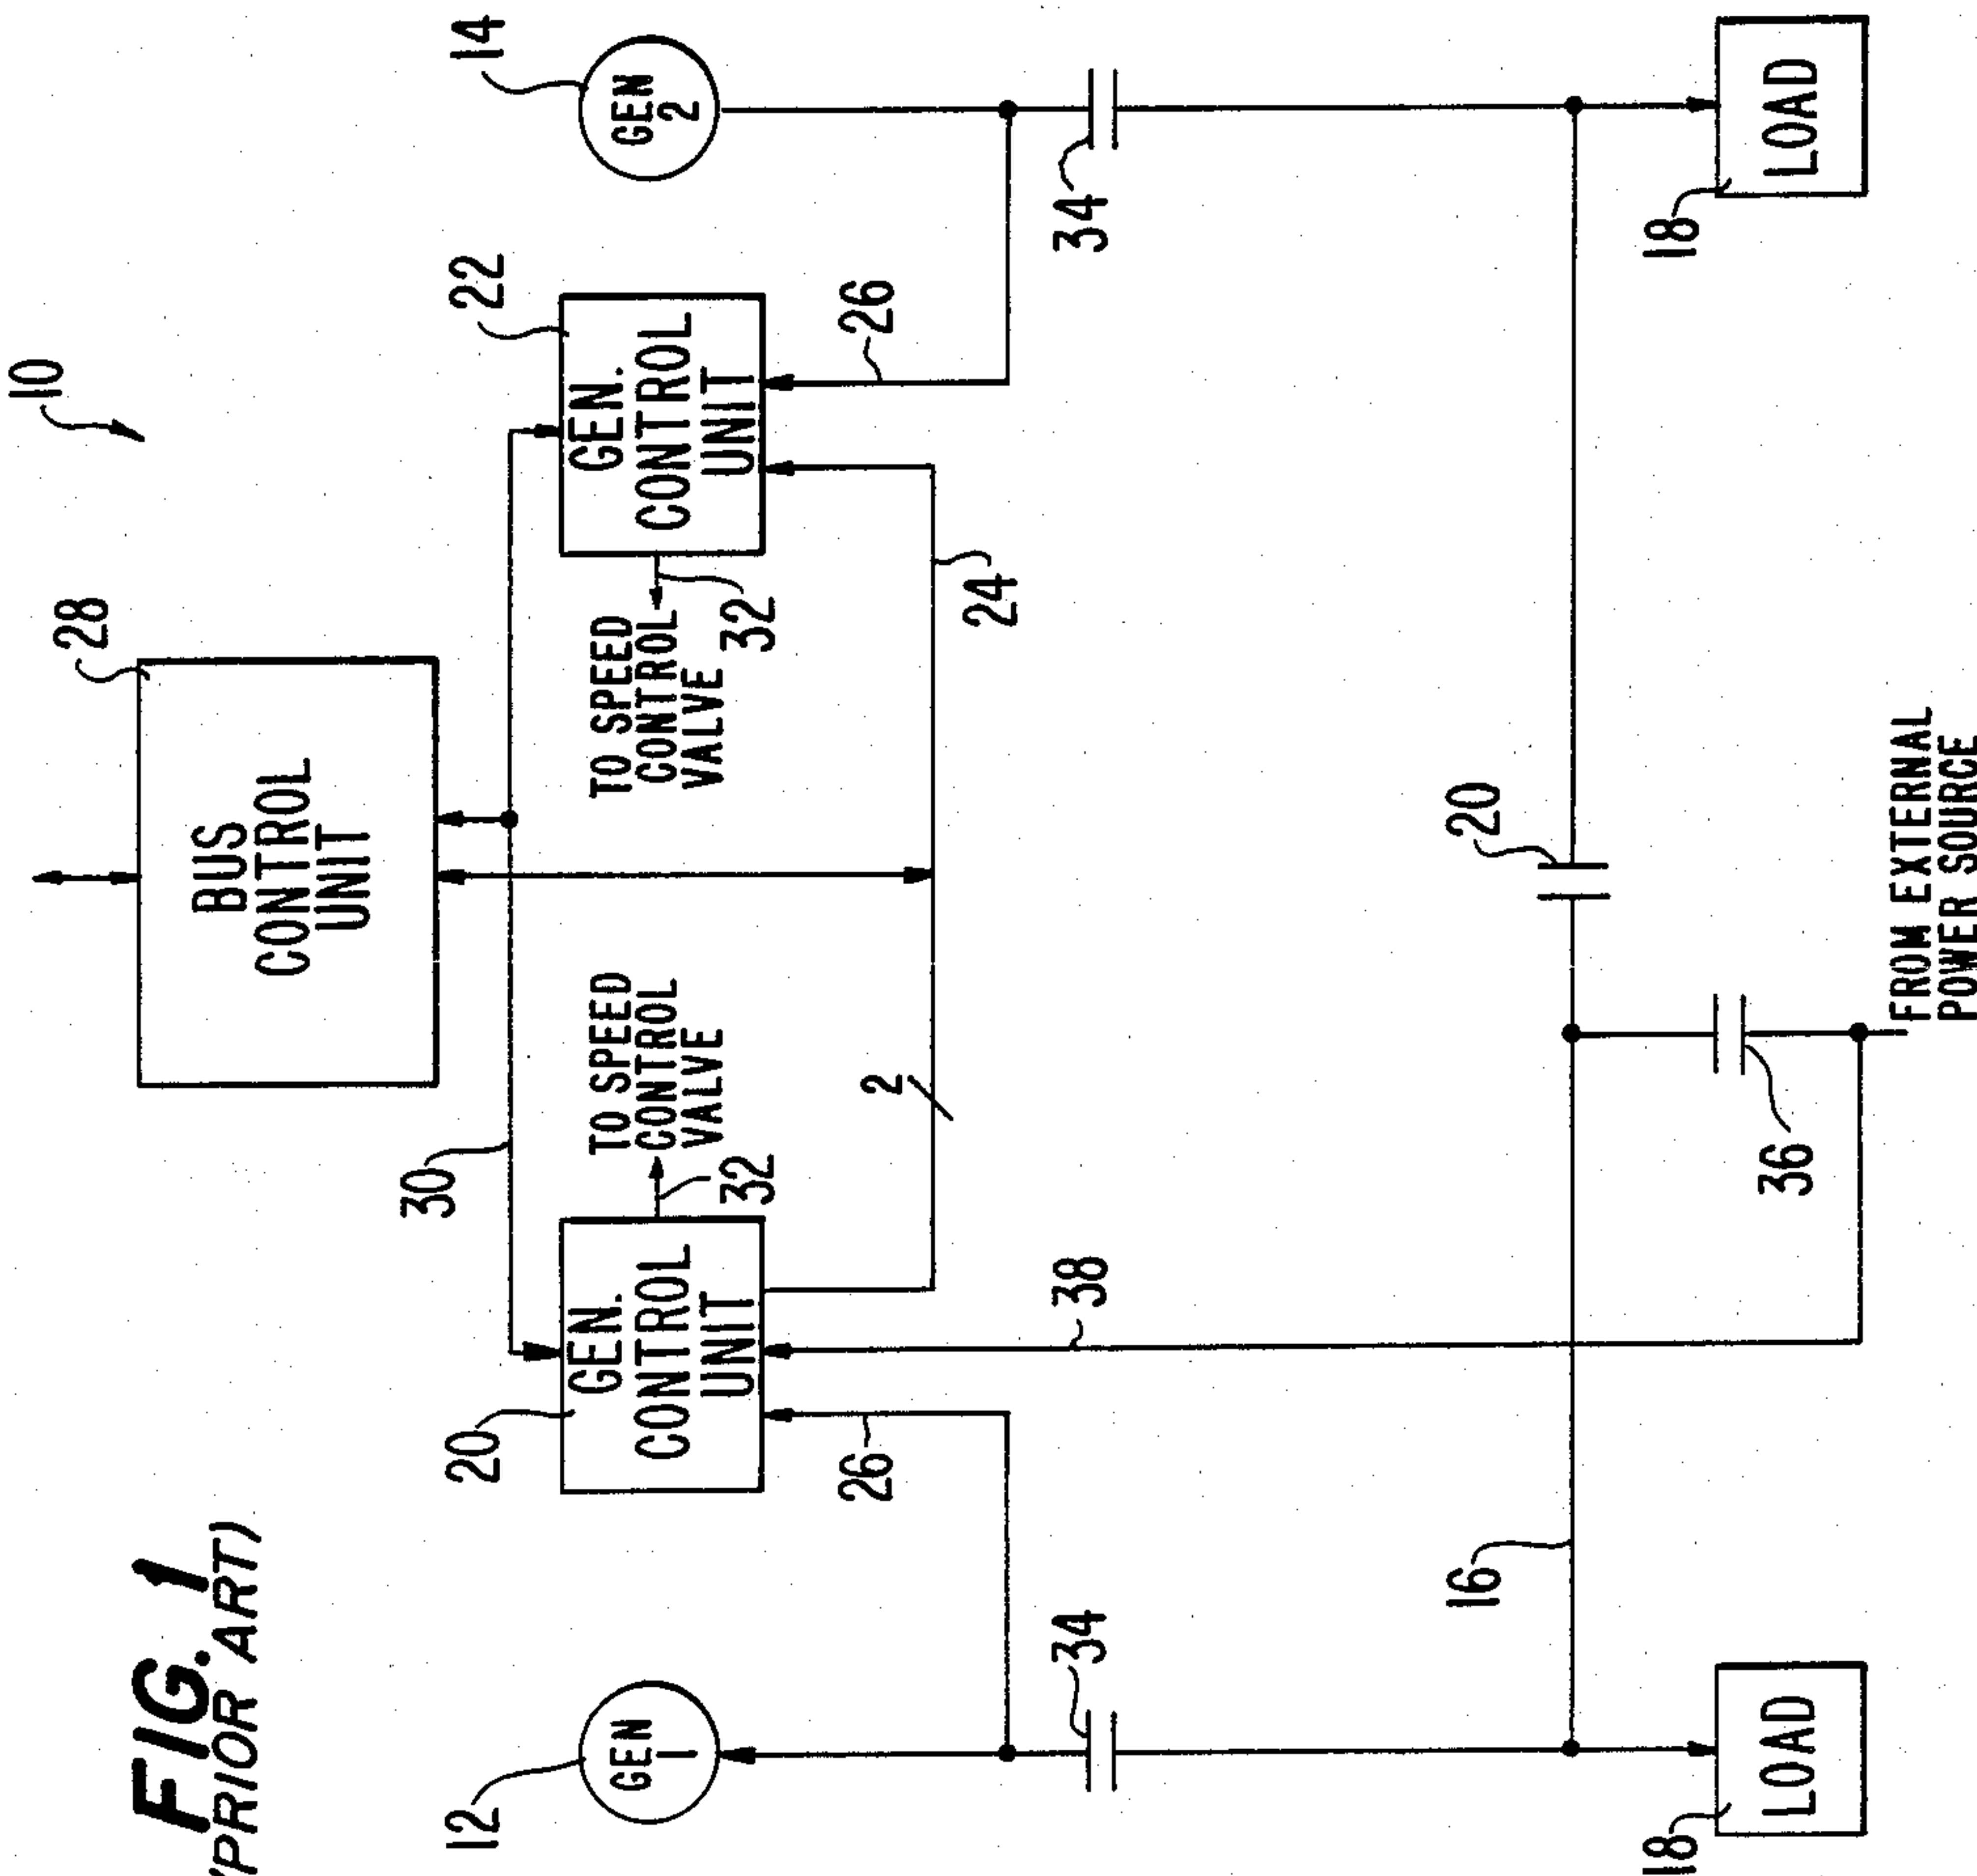 FIG. 1
(PRIOR ART)
10
28
BUS
CONTROL
UNIT
30
12
GEN
1
20
GEN.
CONTROL
UNIT
32
TO SPEED
CONTROL
VALVE
TO SPEED
CONTROL
VALVE
32
22
GEN.
CONTROL
UNIT
14
GEN
2
26
2
24
26
34
38
34
16
20
18
LOAD
36
FROM EXTERNAL
POWER SOURCE
18
LOAD